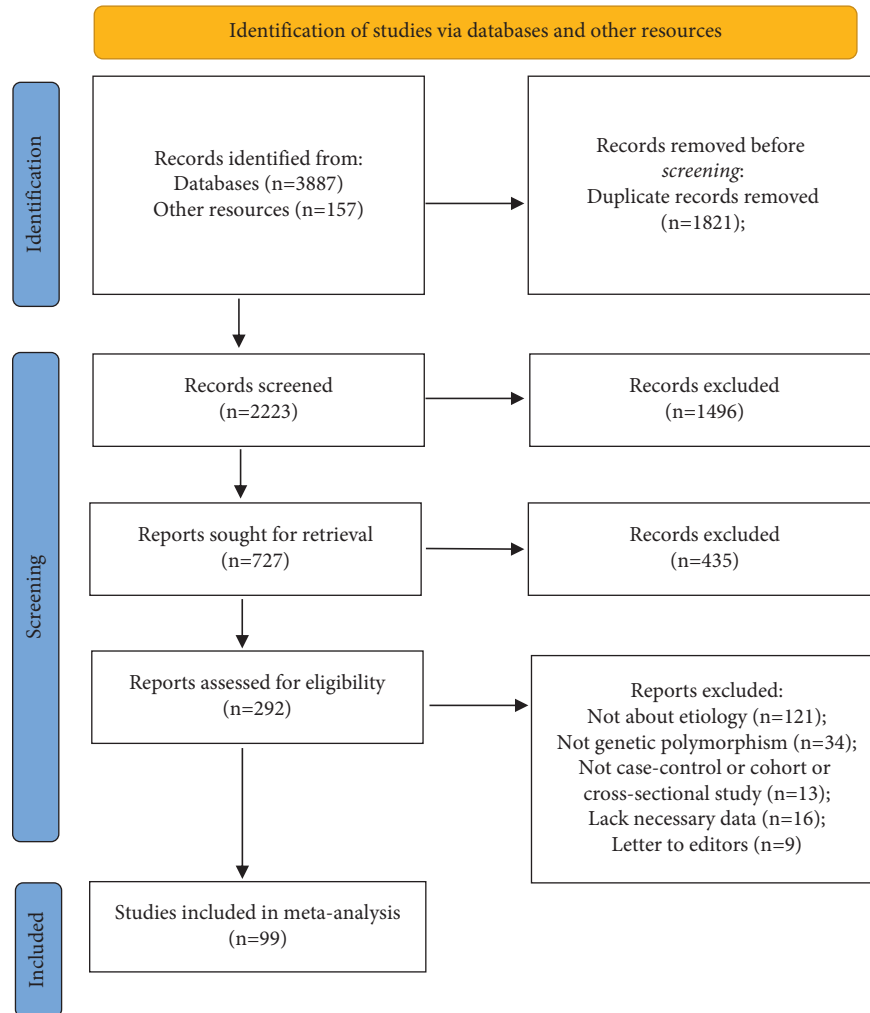 Identification of studies via databases and other resources
Identification
Records identified from:
Databases (n=3887)
Other resources (n=157)
Records removed before
screening:
Duplicate records removed
(n=1821);
Screening
Records screened
(n=2223)
Records excluded
(n=1496)
Reports sought for retrieval
(n=727)
Records excluded
(n=435)
Reports assessed for eligibility
(n=292)
Reports excluded:
Not about etiology (n=121);
Not genetic polymorphism (n=34);
Not case-control or cohort or
cross-sectional study (n=13);
Lack necessary data (n=16);
Letter to editors (n=9)
Included
Studies included in meta-analysis
(n=99)